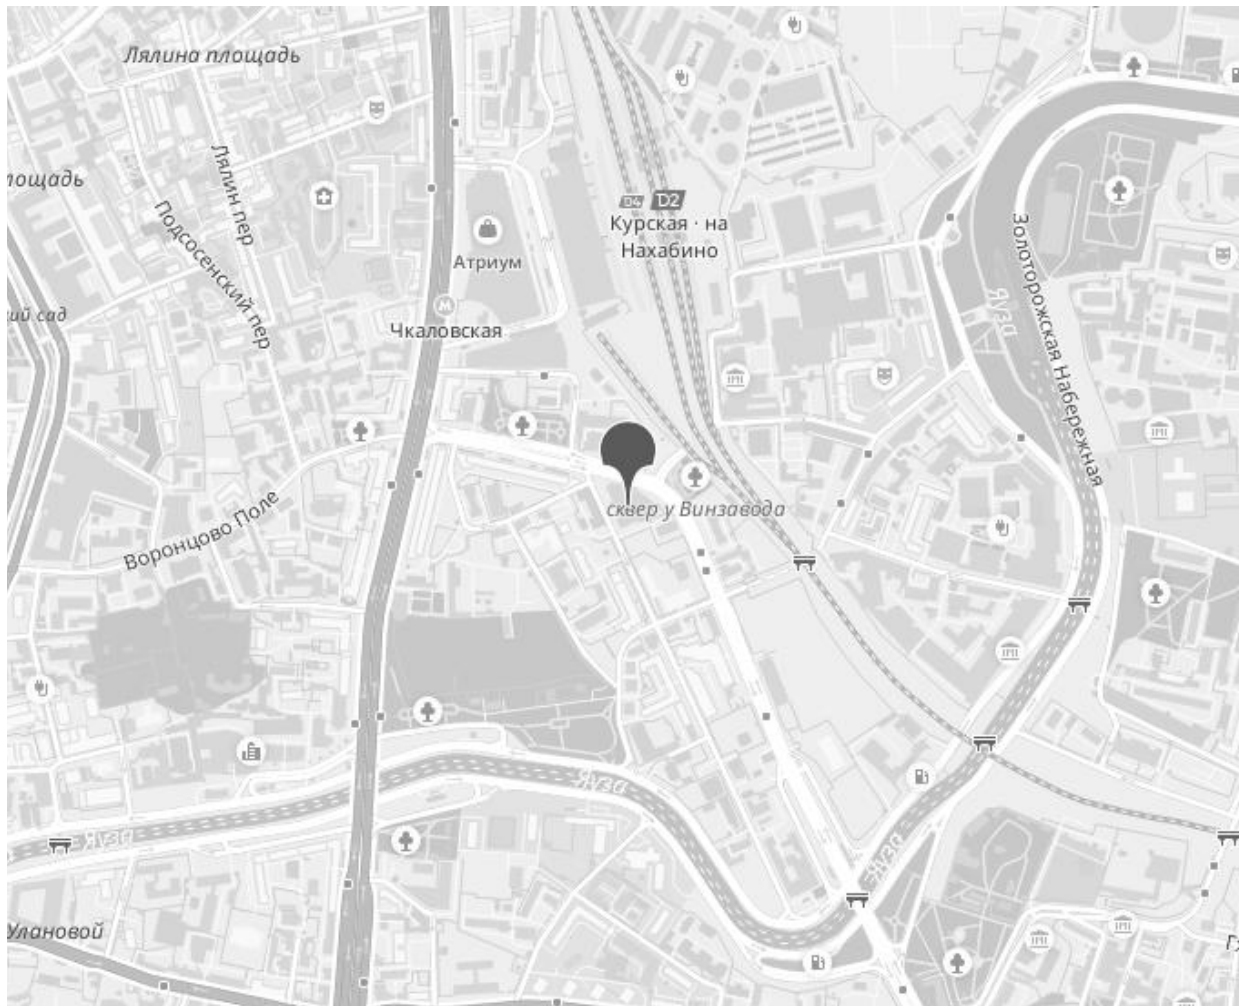 Лялина площадь
Лялин пер
лощадь
Подсосенский пер
D4 D2
Курская · на
Нахабино
Атриум
М
Чкаловская
ий сад
Яуза
Золоторожская Набережная
сквер у Винзавода
Воронцово Поле
Яуза
Яуза
Яуза
Улановой